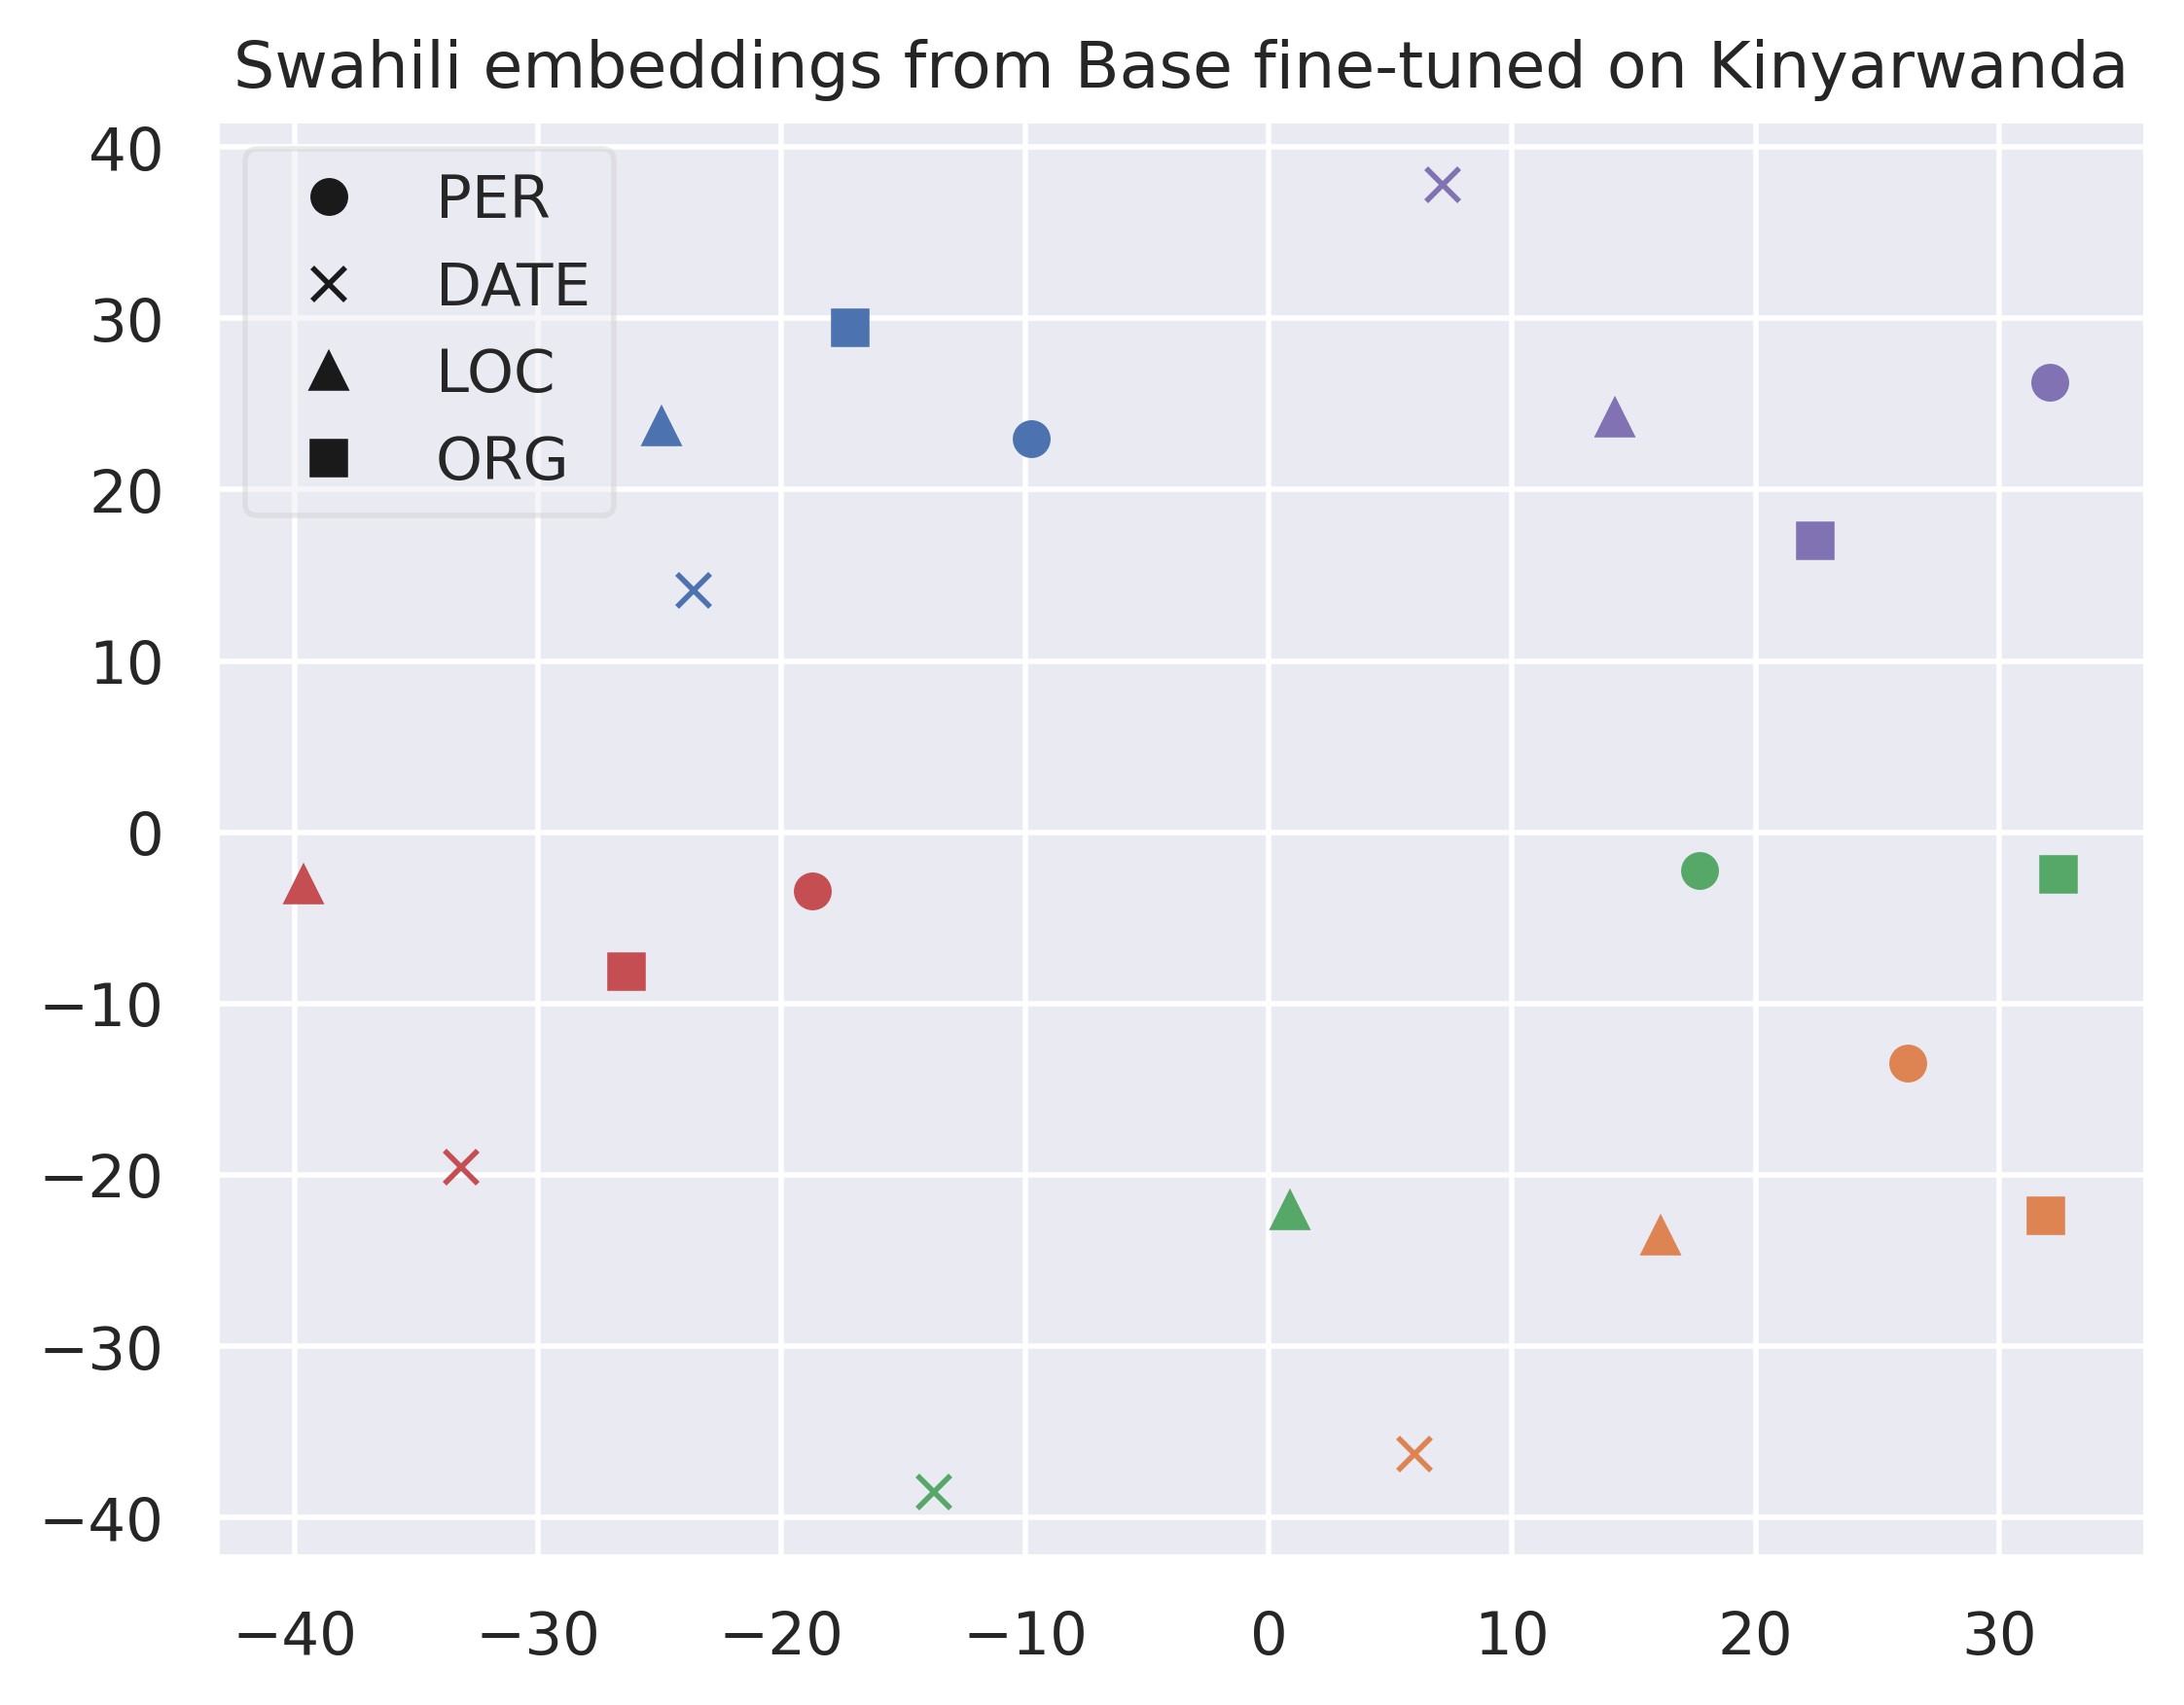 Swahili embeddings from Base fine-tuned on Kinyarwanda
PER
DATE
LOC
ORG
40
30
20
10
0
−10
−20
−30
−40
−40 −30 −20 −10 0 10 20 30